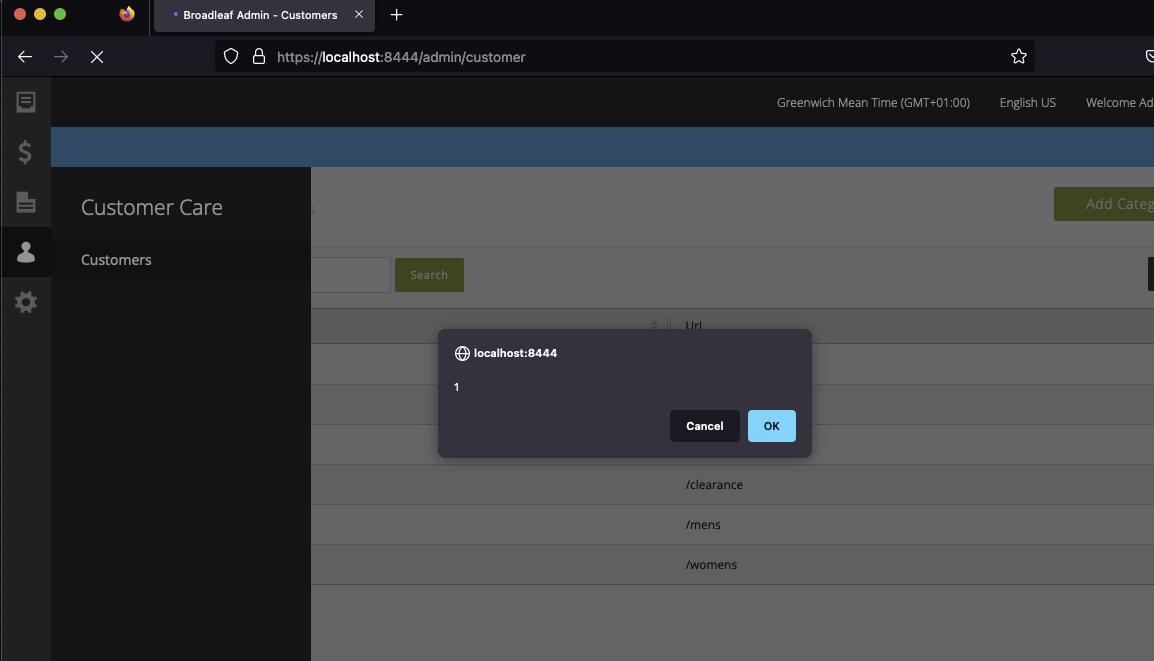 Broadleaf Admin - Customers
https://localhost:8444/admin/customer
Greenwich Mean Time (GMT+01:00) English US Welcome Ad
Customer Care
Add Categ
Customers
Search
Url
localhost:8444
1
Cancel OK
/clearance
/mens
/womens